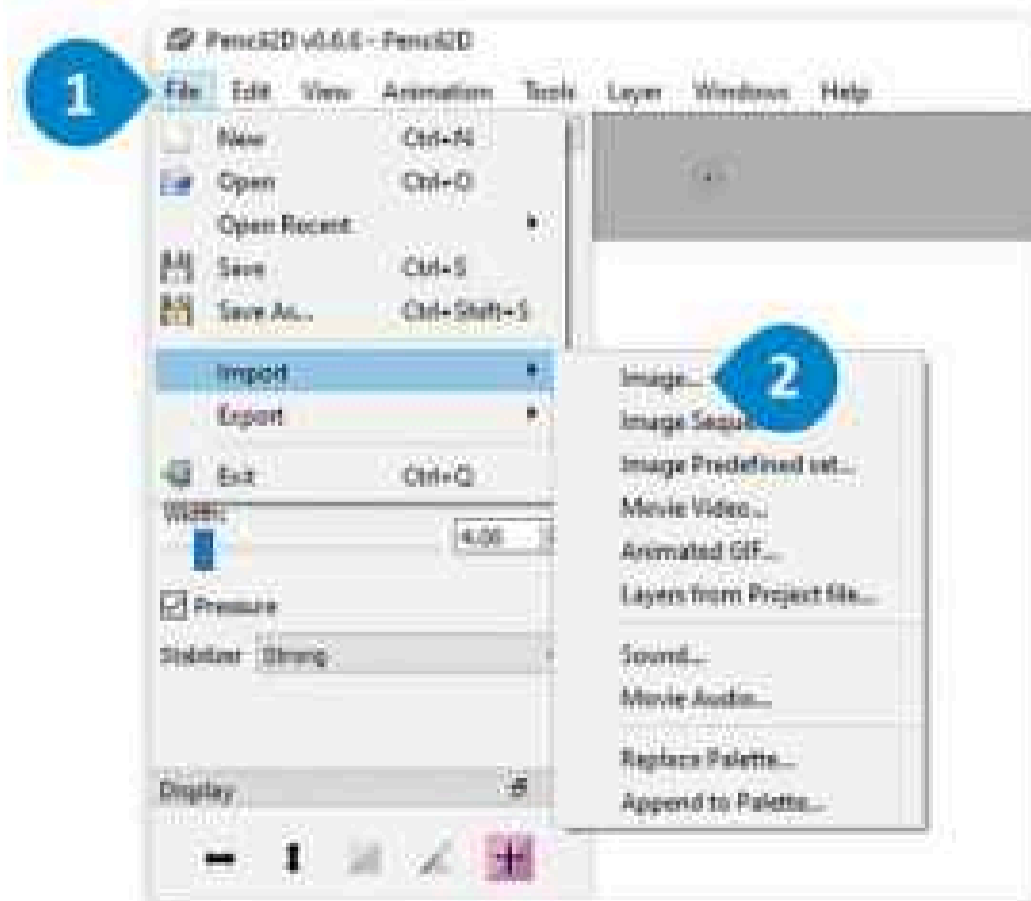 Pencil2D v0.6.6 - Pencil2D
1
File Edit View Animation Tools Layer Windows Help
New Ctrl+N
Open Ctrl+O
Open Recent
Save Ctrl+S
Save As... Ctrl+Shift+S
Import
Export
Exit Ctrl+Q
2
Image...
Image Seque
Image Predefined set...
Movie Video...
Animated GIF...
Layers from Project file...
Sound...
Movie Audio...
Replace Palette...
Append to Palette...
Width:
4.00
Pressure
Stabilizer Strong
Display